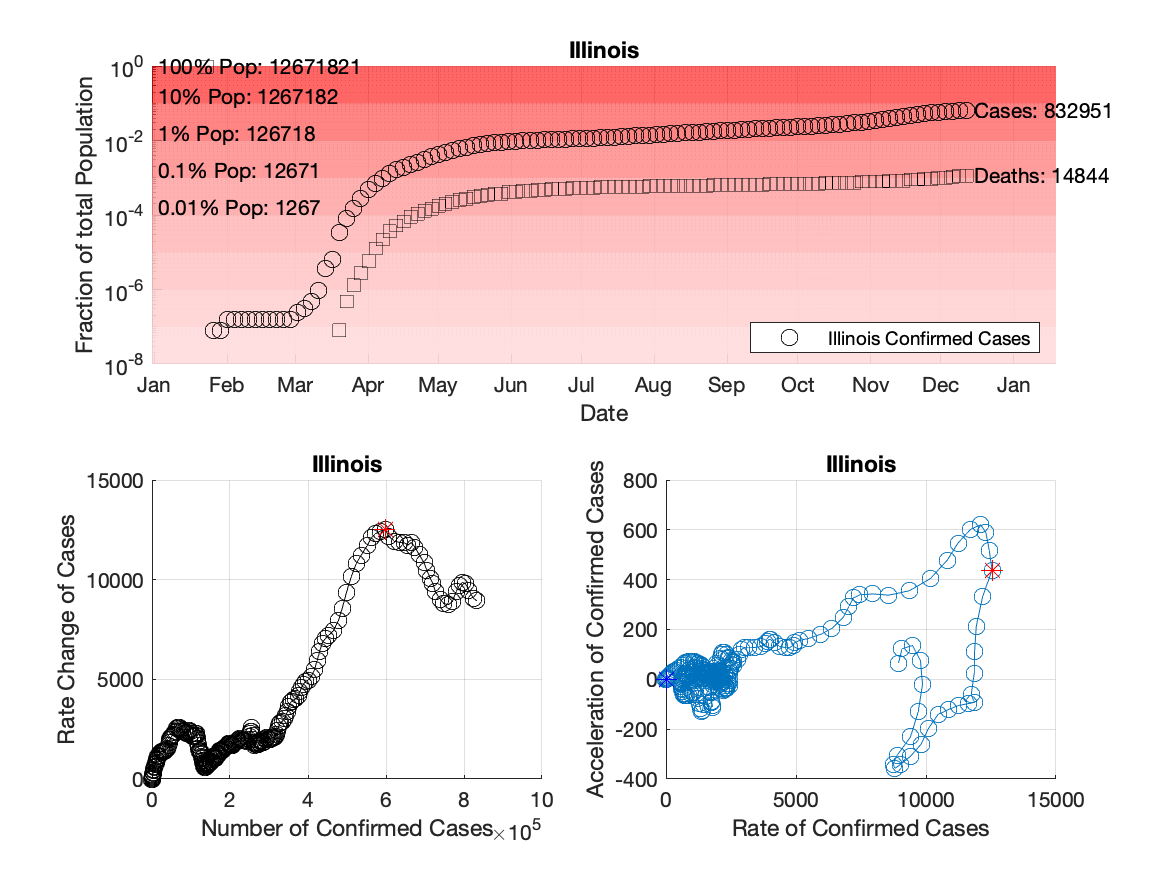 Illinois
10^0
100% Pop: 12671821
10% Pop: 1267182
Cases: 832951
10^-2
1% Pop: 126718
0.1% Pop: 12671
Deaths: 14844
10^-4
0.01% Pop: 1267
10^-6
Illinois Confirmed Cases
10^-8
Fraction of total Population
Jan Feb Mar Apr May Jun Jul Aug Sep Oct Nov Dec Jan
Date
Illinois
15000
10000
5000
0
Rate Change of Cases
0 2 4 6 8 10
Number of Confirmed Cases ×10^5
Illinois
800
600
400
200
0
-200
-400
Acceleration of Confirmed Cases
0 5000 10000 15000
Rate of Confirmed Cases